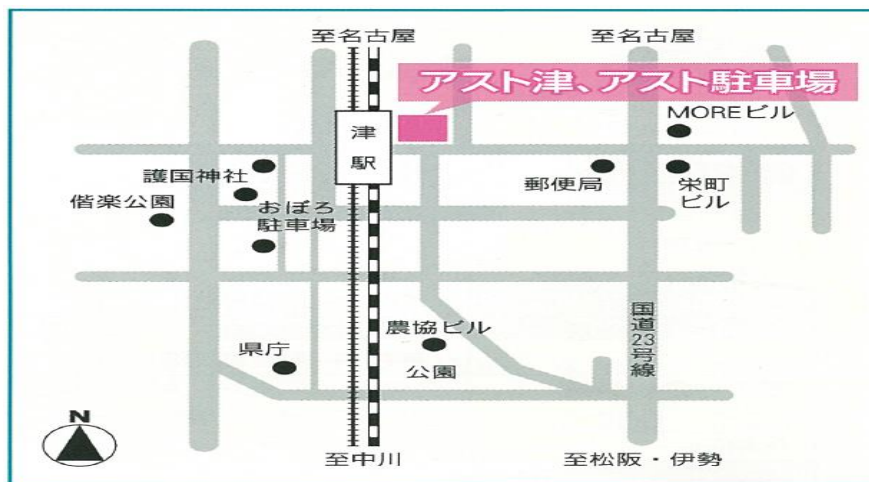 至名古屋
至名古屋
アスト津、アスト駐車場
MOREビル
津駅
護国神社
郵便局
栄町
ビル
偕楽公園
おぼろ
駐車場
国道23号線
農協ビル
県庁
公園
N
至中川
至松阪・伊勢